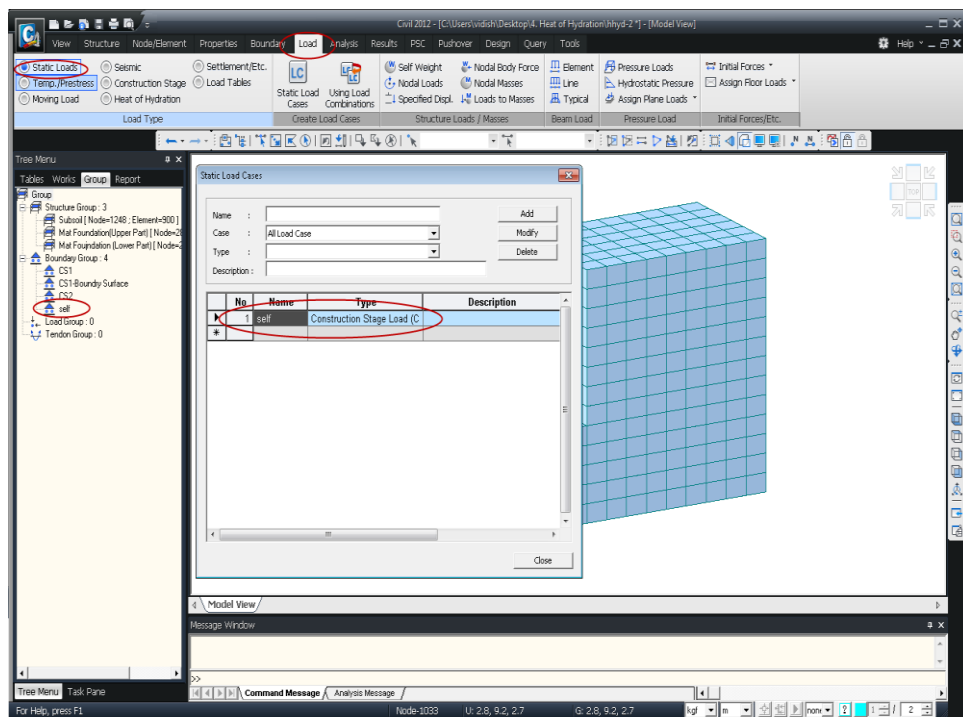 Civil 2012 - [C:\Users\vidish\Desktop\4. Heat of Hydration\hhyd-2 *] - [Model View]
View Structure Node/Element Properties Boundary Load Analysis Results PSC Pushover Design Query Tools Help
Static Loads Seismic Settlement/Etc.
Temp./Prestress Construction Stage Load Tables
Moving Load Heat of Hydration
Load Type
LC
Static Load Cases
Using Load Combinations
Create Load Cases
Self Weight Nodal Body Force
Nodal Loads Nodal Masses
Specified Displ. Loads to Masses
Structure Loads / Masses
Element
Line
Typical
Beam Load
Pressure Loads
Hydrostatic Pressure
Assign Plane Loads
Pressure Load
Initial Forces
Assign Floor Loads
Initial Forces/Etc.
Tree Menu
Tables Works Group Report
Group
Structure Group : 3
Subsoil [ Node=1248 ; Element=900 ]
Mat Foundation(Upper Part) [ Node=2
Mat Foujndation (Lower Part) [ Node=2
Boundary Group : 4
CS1
CS1-Boundry Surface
CS2
self
Load Group : 0
Tendon Group : 0
Static Load Cases
Name :
Case : All Load Case
Type :
Description :
Add
Modify
Delete
No Name Type Description
1 self Construction Stage Load (C
Close
TOP
Model View
Message Window
>>
Command Message Analysis Message
Tree Menu Task Pane
For Help, press F1
Node-1033 U: 2.8, 9.2, 2.7 G: 2.8, 9.2, 2.7 kgf m none ? 1 / 2